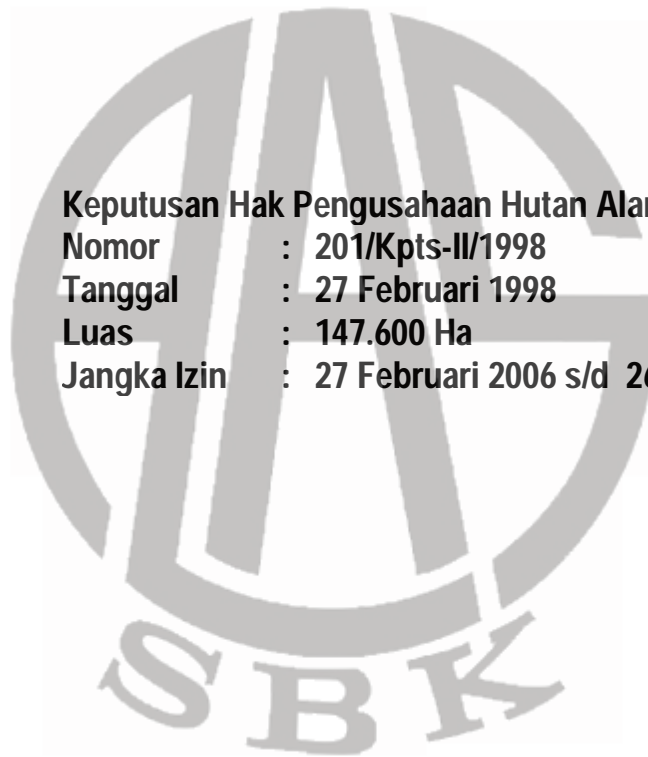 Keputusan Hak Pengusahaan Hutan Alam
Nomor : 201/Kpts-II/1998
Tanggal : 27 Februari 1998
Luas : 147.600 Ha
Jangka Izin : 27 Februari 2006 s/d
SBK